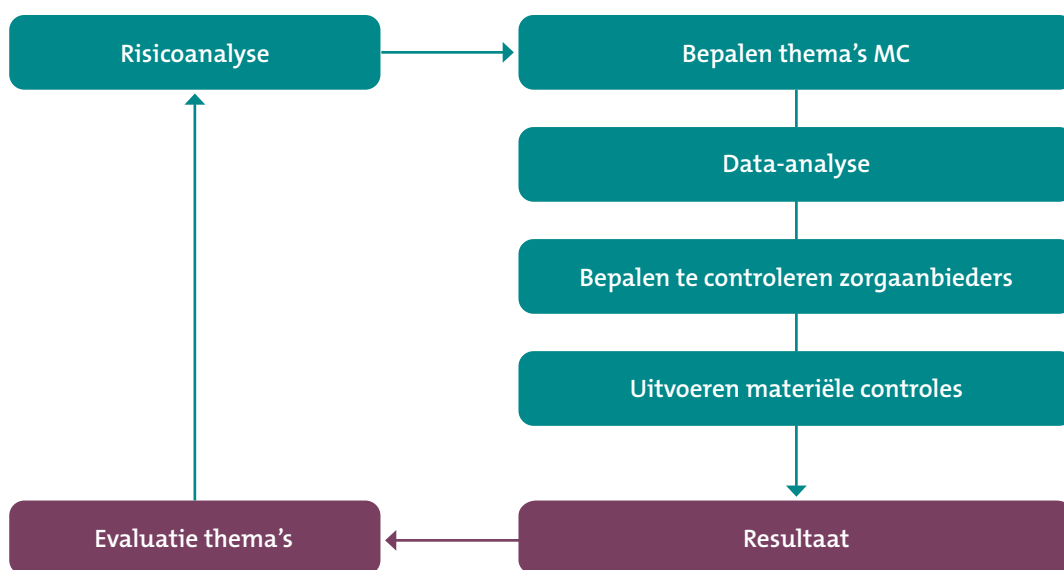 Risicoanalyse
Bepalen thema's MC
Data-analyse
Bepalen te controleren zorgaanbieders
Uitvoeren materiële controles
Resultaat
Evaluatie thema's